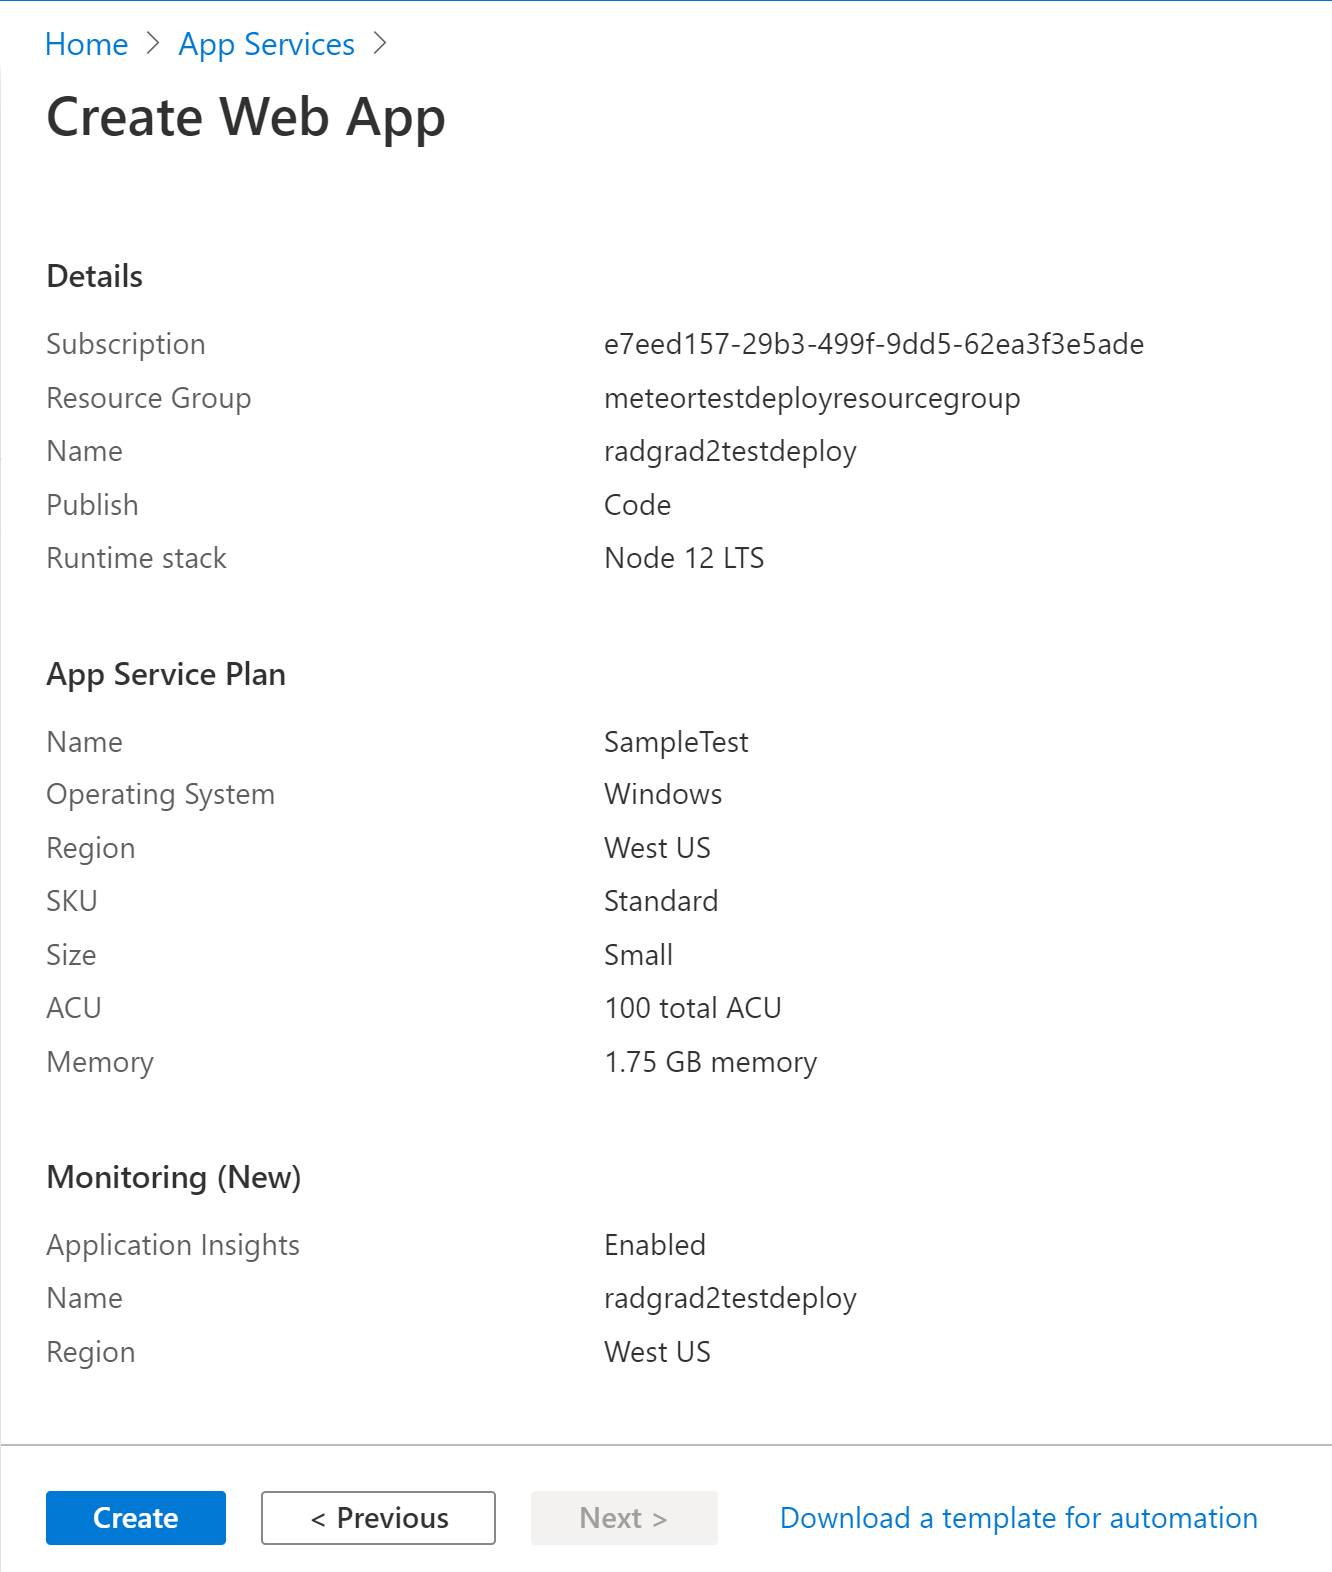 Home > App Services >
Create Web App
Details
Subscription e7eed157-29b3-499f-9dd5-62ea3f3e5ade
Resource Group meteortestdeployresourcegroup
Name radgrad2testdeploy
Publish Code
Runtime stack Node 12 LTS
App Service Plan
Name SampleTest
Operating System Windows
Region West US
SKU Standard
Size Small
ACU 100 total ACU
Memory 1.75 GB memory
Monitoring (New)
Application Insights Enabled
Name radgrad2testdeploy
Region West US
Create < Previous Next > Download a template for automation